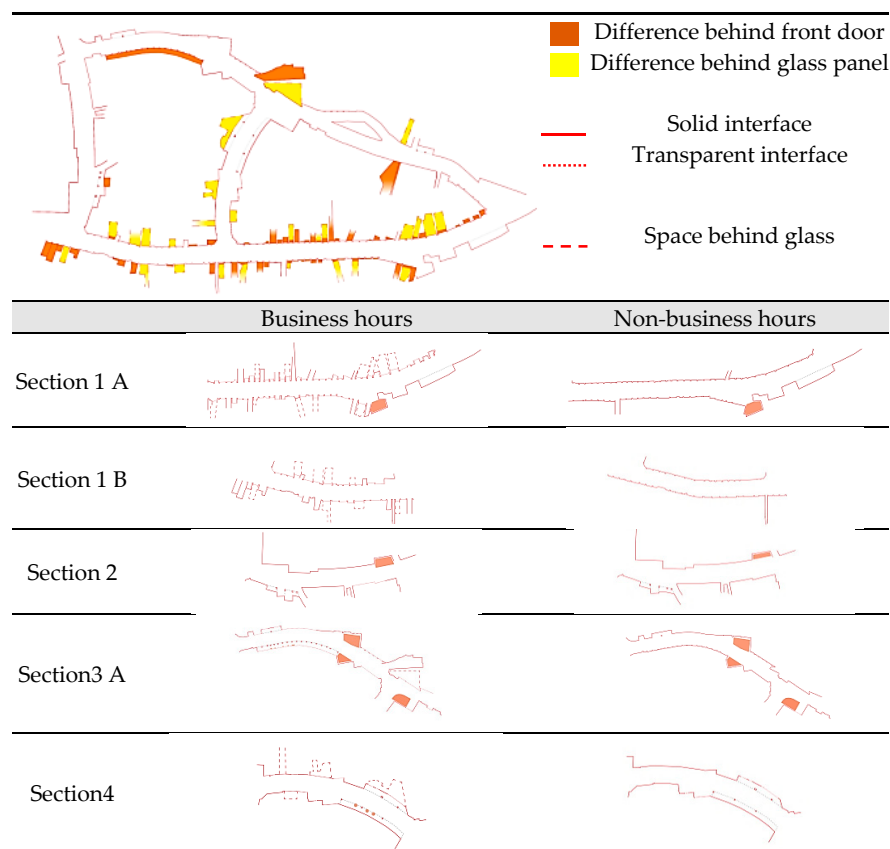 Difference behind front door
Difference behind glass panel
Solid interface
Transparent interface
Space behind glass
Business hours Non-business hours
Section 1 A
Section 1 B
Section 2
Section3 A
Section4